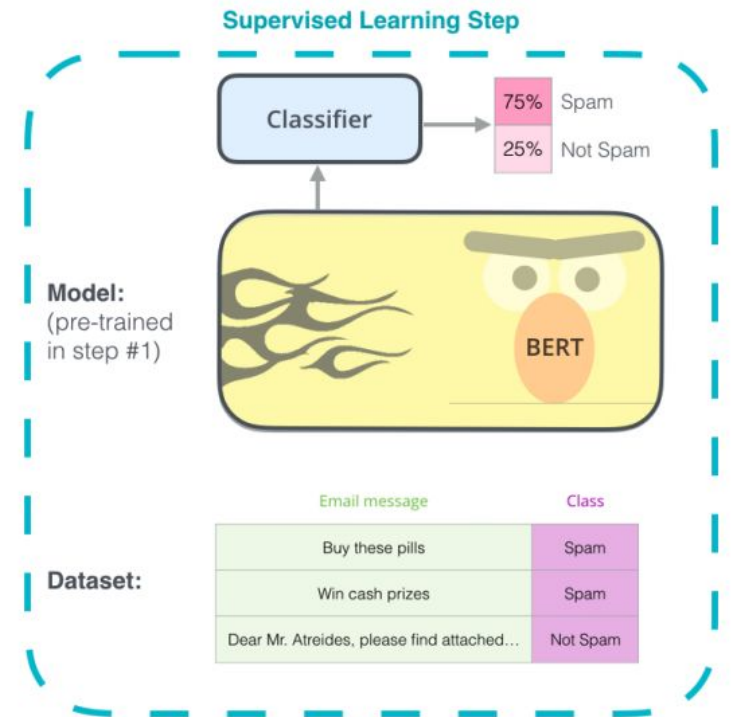 Supervised Learning Step
Classifier
75% Spam
25% Not Spam
Model:
(pre-trained
in step #1)
BERT
Email message Class
Buy these pills Spam
Dataset:
Win cash prizes Spam
Dear Mr. Atreides, please find attached... Not Spam